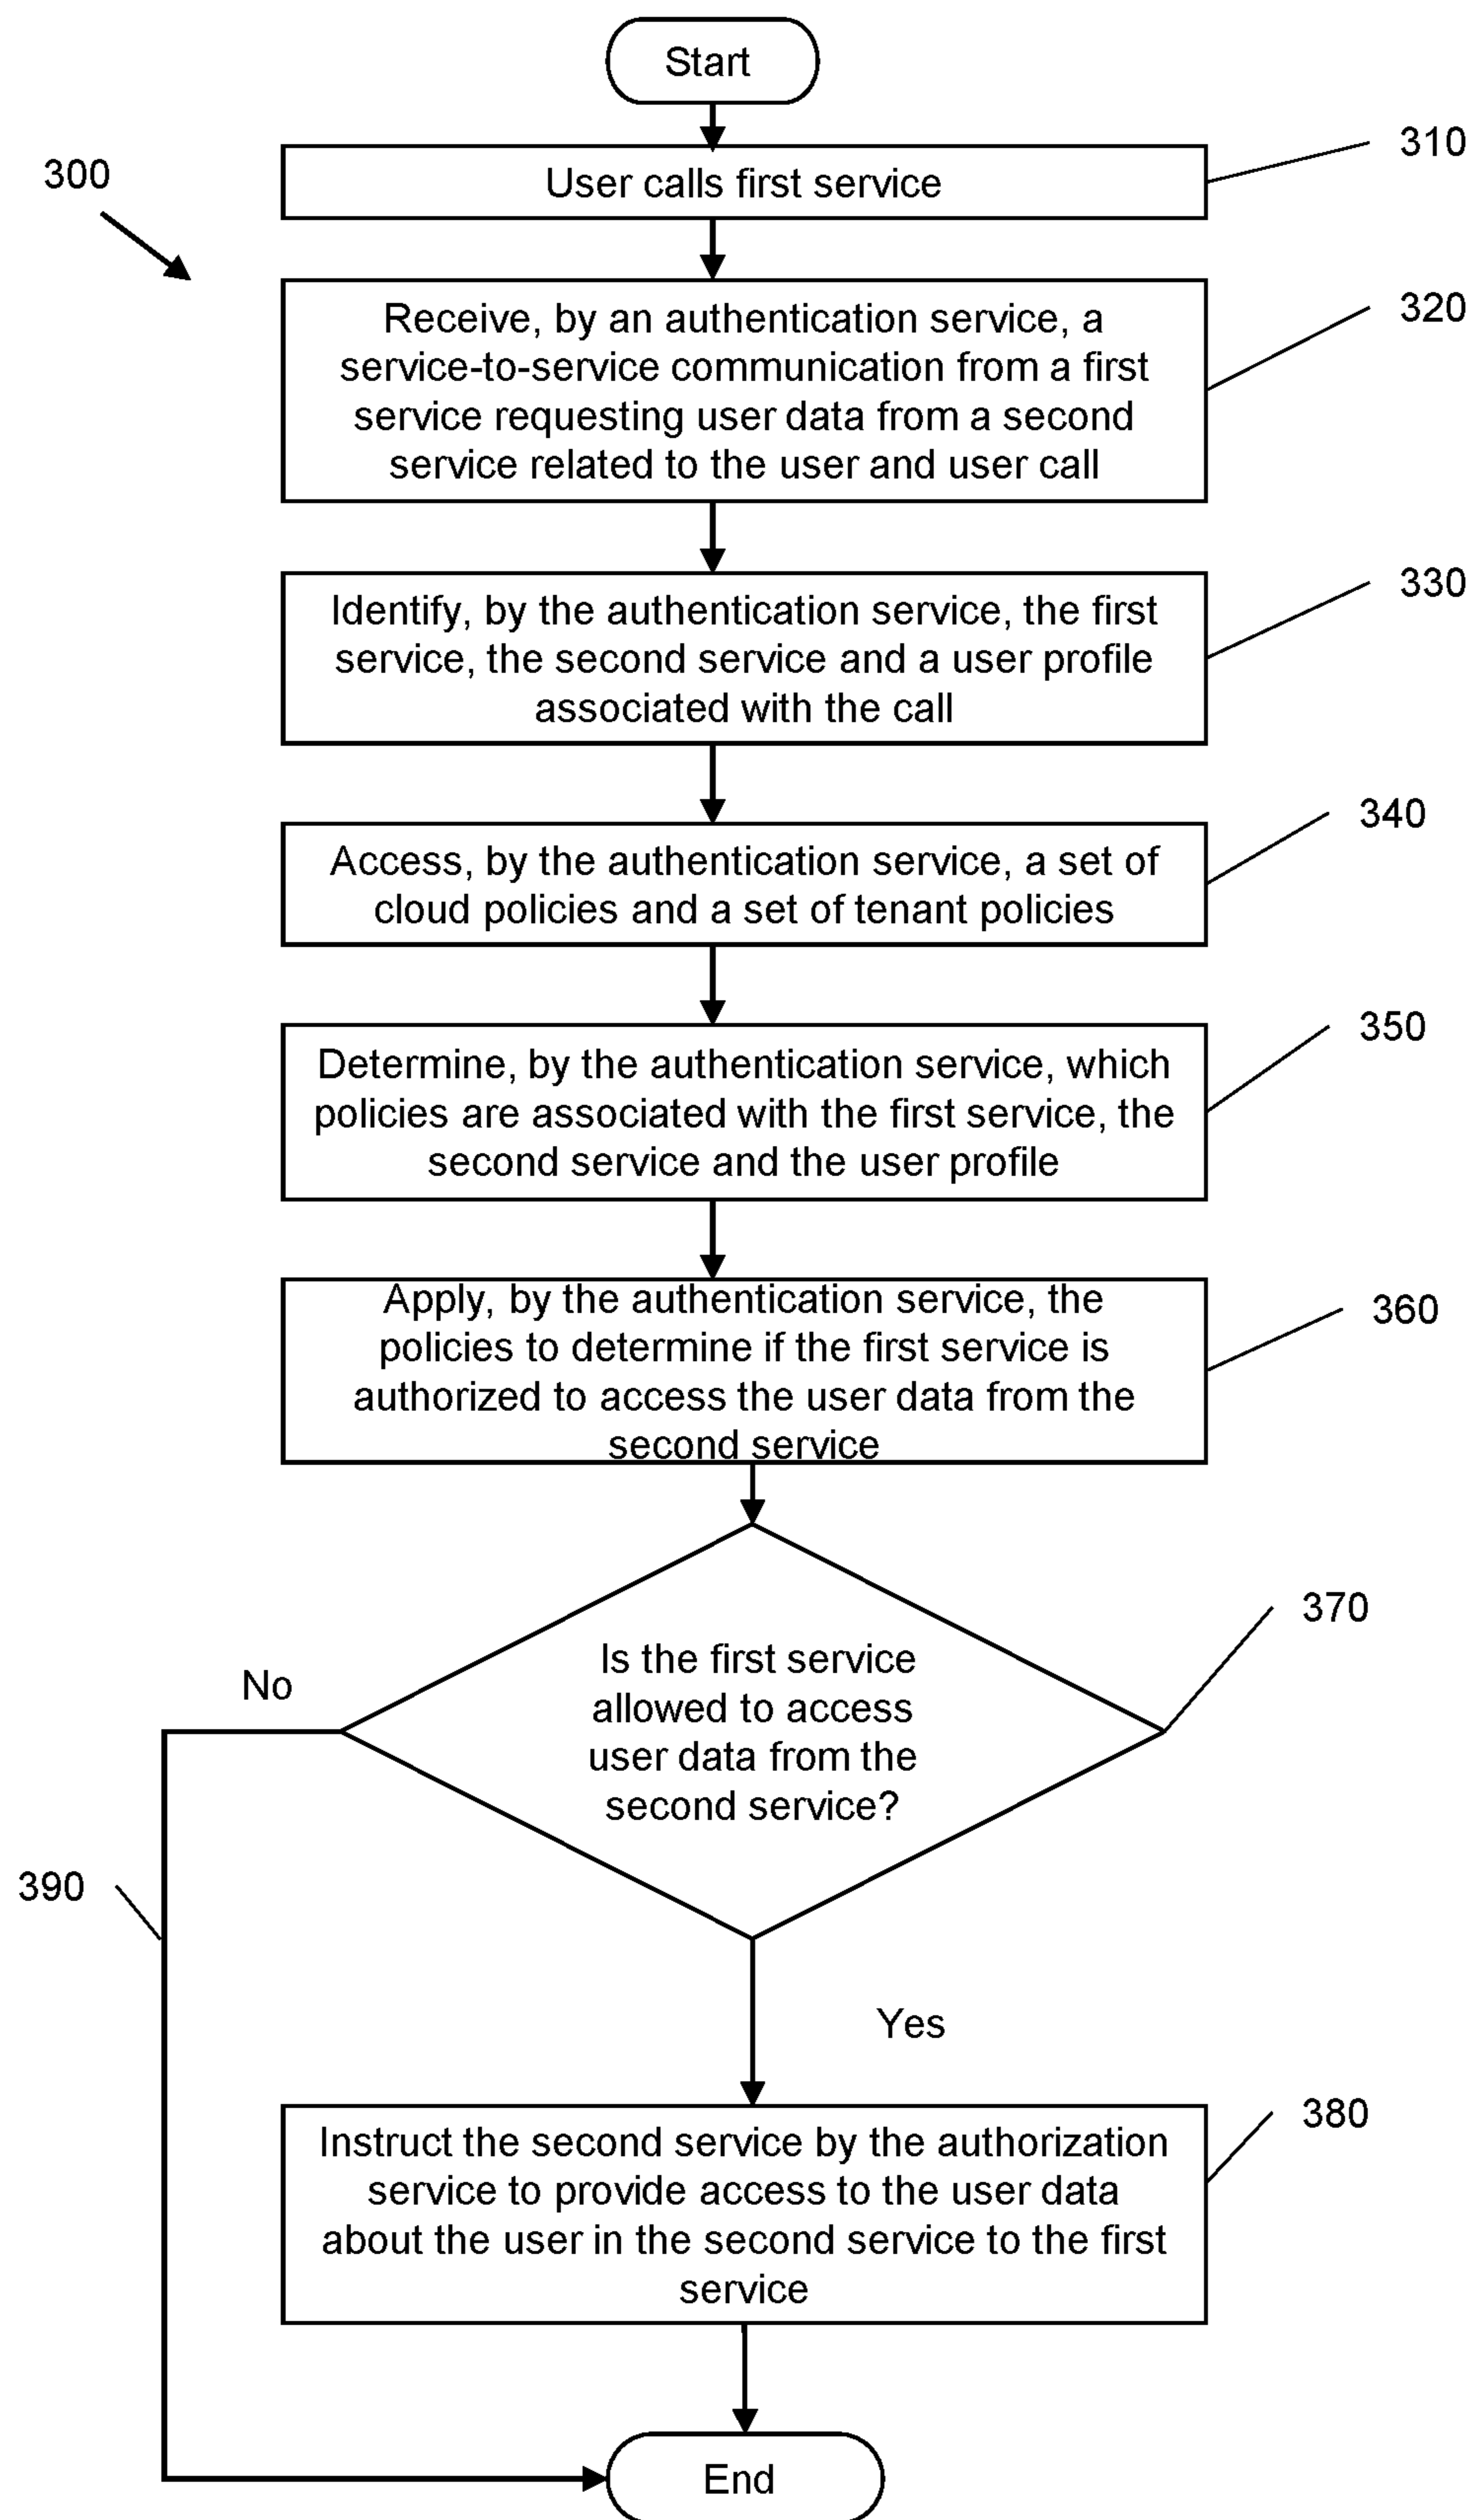 Start
310
300
User calls first service
320
Receive, by an authentication service, a
service-to-service communication from a first
service requesting user data from a second
service related to the user and user call
330
Identify, by the authentication service, the first
service, the second service and a user profile
associated with the call
340
Access, by the authentication service, a set of
cloud policies and a set of tenant policies
350
Determine, by the authentication service, which
policies are associated with the first service, the
second service and the user profile
360
Apply, by the authentication service, the
policies to determine if the first service is
authorized to access the user data from the
second service
370
Is the first service
allowed to access
user data from the
second service?
No
390
Yes
380
Instruct the second service by the authorization
service to provide access to the user data
about the user in the second service to the first
service
End